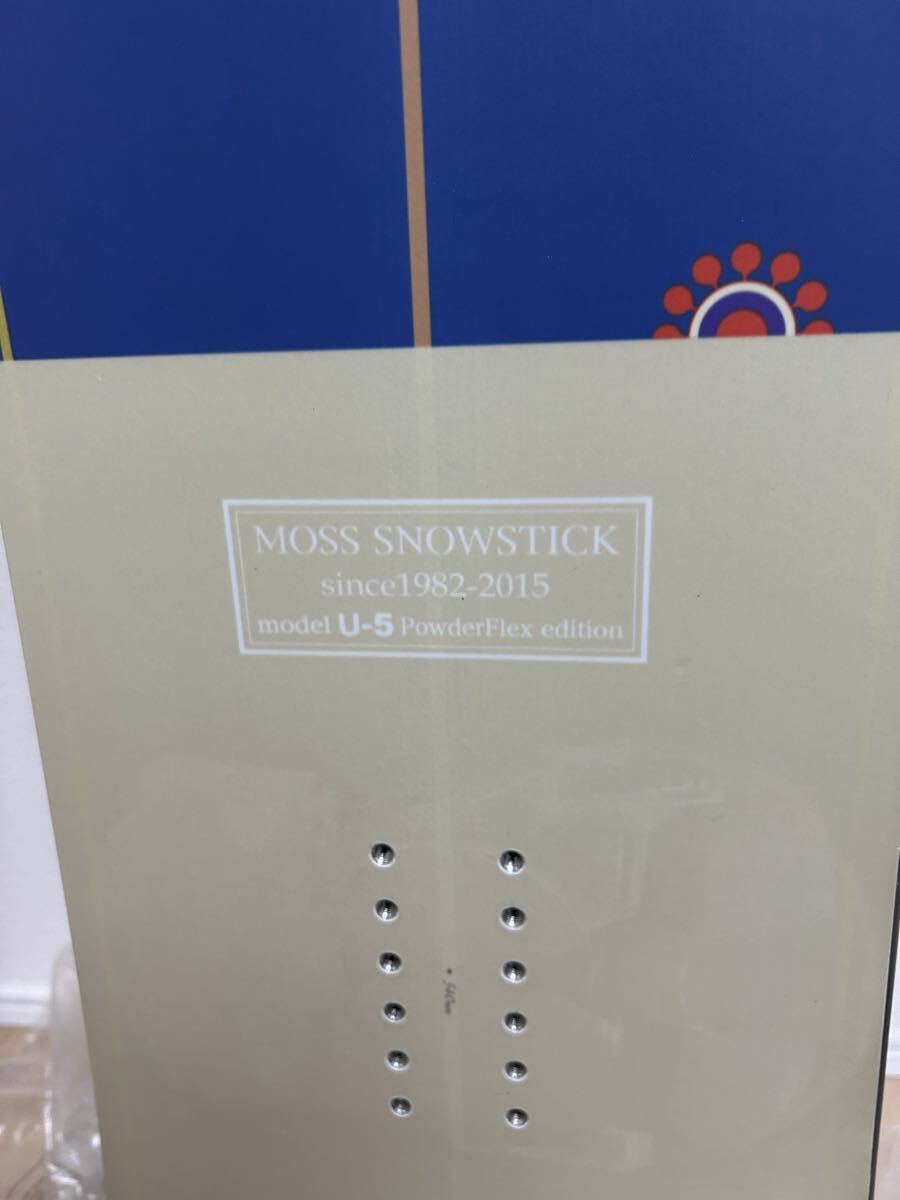 MOSS SNOWSTICK
since1982-2015
model U-5 PowderFlex edition